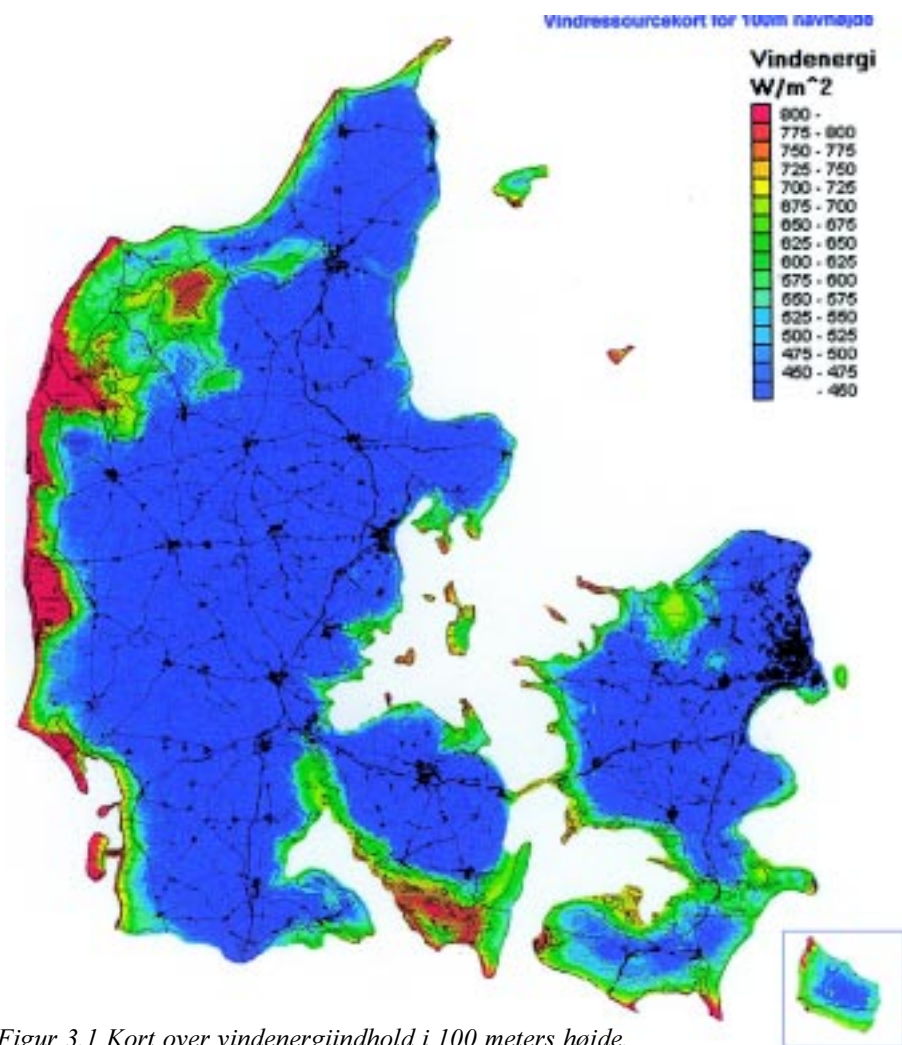 Vindressourcekort for 100m navhøjde
Vindenergi
W/m^2
800 -
775 - 800
750 - 775
725 - 750
700 - 725
675 - 700
650 - 675
625 - 650
600 - 625
575 - 600
550 - 575
525 - 550
500 - 525
475 - 500
450 - 475
- 450
Figur 3.1 Kort over vindenergiindhold i 100 meters højde